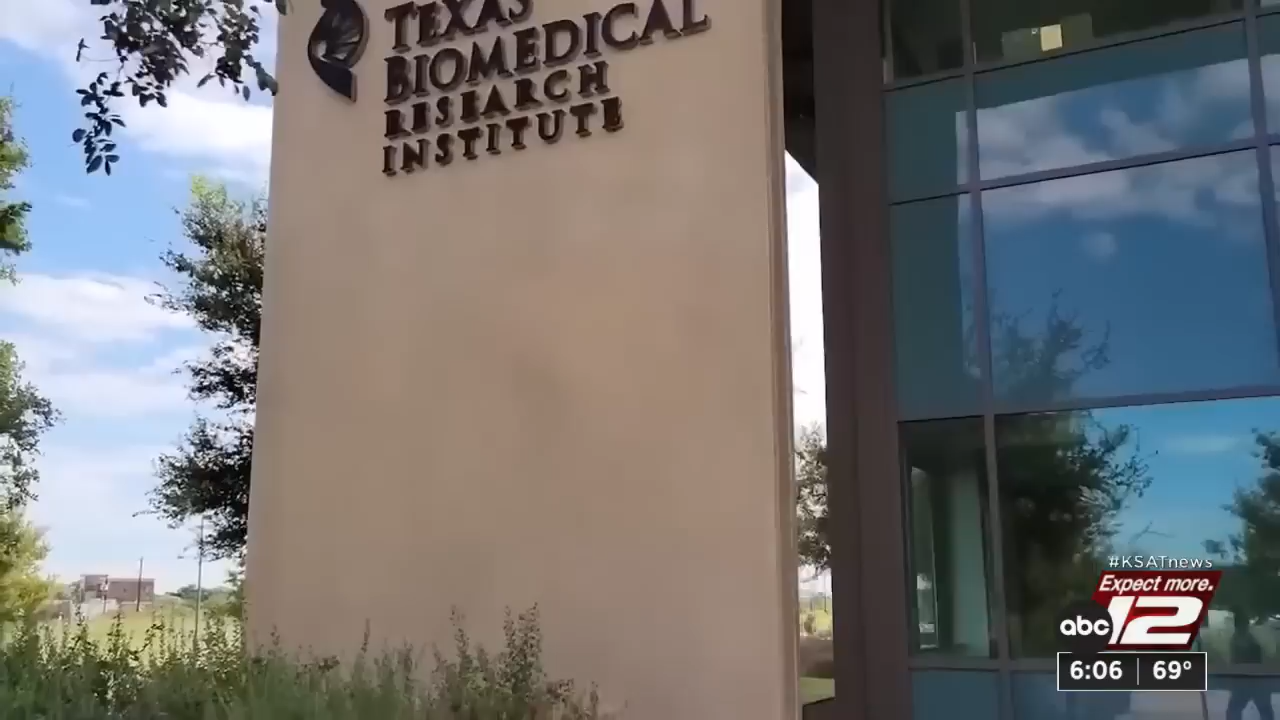 TEXAS
BIOMEDICAL
RESEARCH
INSTITUTE
#KSATnews
Expect more.
abc 12
6:06 69°